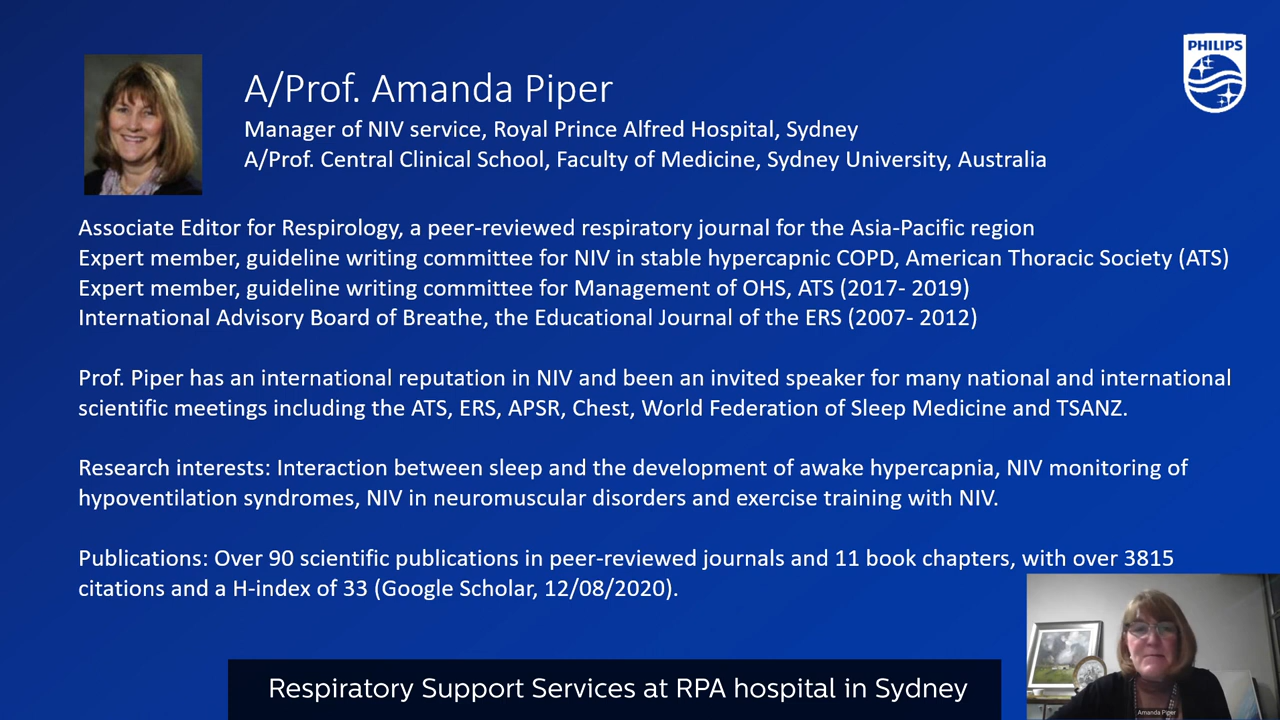 PHILIPS
A/Prof. Amanda Piper
Manager of NIV service, Royal Prince Alfred Hospital, Sydney
A/Prof. Central Clinical School, Faculty of Medicine, Sydney University, Australia
Associate Editor for Respirology, a peer-reviewed respiratory journal for the Asia-Pacific region
Expert member, guideline writing committee for NIV in stable hypercapnic COPD, American Thoracic Society (ATS)
Expert member, guideline writing committee for Management of OHS, ATS (2017- 2019)
International Advisory Board of Breathe, the Educational Journal of the ERS (2007- 2012)
Prof. Piper has an international reputation in NIV and been an invited speaker for many national and international
scientific meetings including the ATS, ERS, APSR, Chest, World Federation of Sleep Medicine and TSANZ.
Research interests: Interaction between sleep and the development of awake hypercapnia, NIV monitoring of
hypoventilation syndromes, NIV in neuromuscular disorders and exercise training with NIV.
Publications: Over 90 scientific publications in peer-reviewed journals and 11 book chapters, with over 3815
citations and a H-index of 33 (Google Scholar, 12/08/2020).
Respiratory Support Services at RPA hospital in Sydney
Amanda Piper